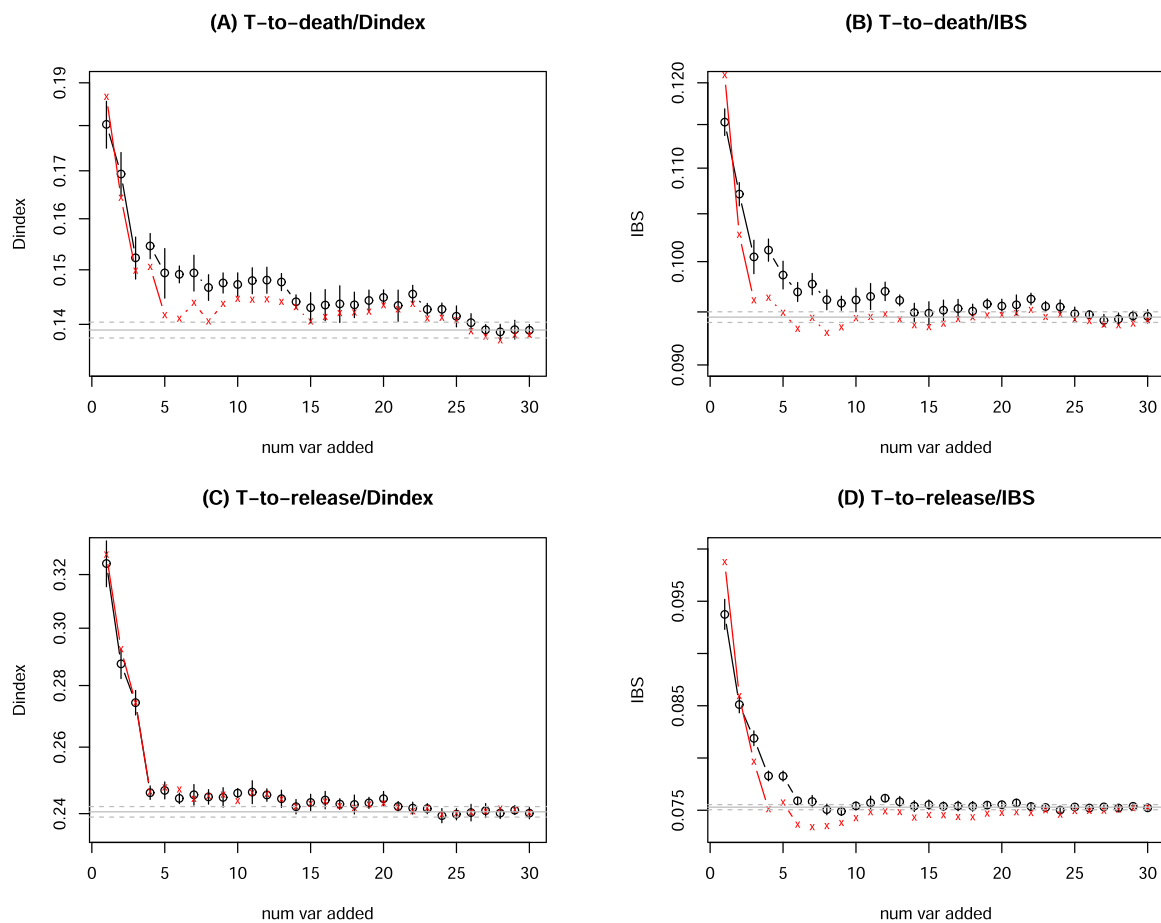 (A) T−to−death/Dindex
(B) T−to−death/IBS
Dindex
0.14 0.15 0.16 0.17 0.19
0 5 10 15 20 25 30
num var added
IBS
0.090 0.100 0.110 0.120
0 5 10 15 20 25 30
num var added
(C) T−to−release/Dindex
(D) T−to−release/IBS
Dindex
0.24 0.26 0.28 0.30 0.32
0 5 10 15 20 25 30
num var added
IBS
0.075 0.085 0.095
0 5 10 15 20 25 30
num var added